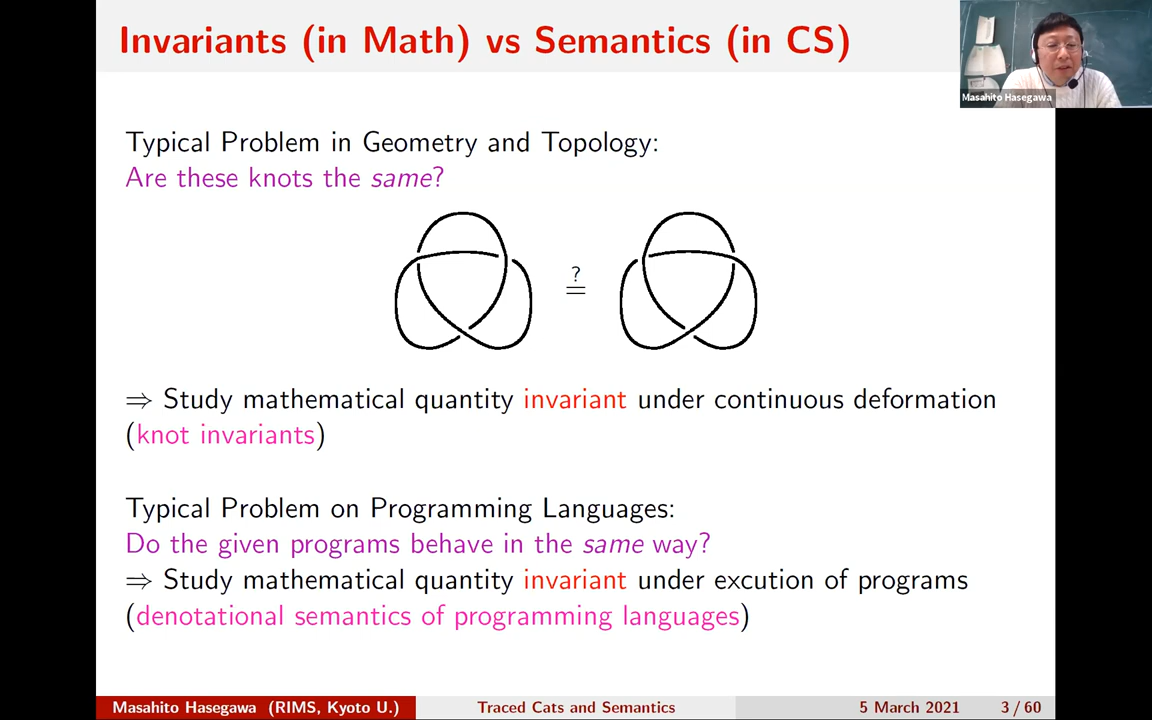 Invariants (in Math) vs Semantics (in CS)
Masahito Hasegawa
Typical Problem in Geometry and Topology:
Are these knots the same?
?
=
⇒ Study mathematical quantity invariant under continuous deformation
(knot invariants)
Typical Problem on Programming Languages:
Do the given programs behave in the same way?
⇒ Study mathematical quantity invariant under excution of programs
(denotational semantics of programming languages)
Masahito Hasegawa (RIMS, Kyoto U.)
Traced Cats and Semantics
5 March 2021
3 / 60